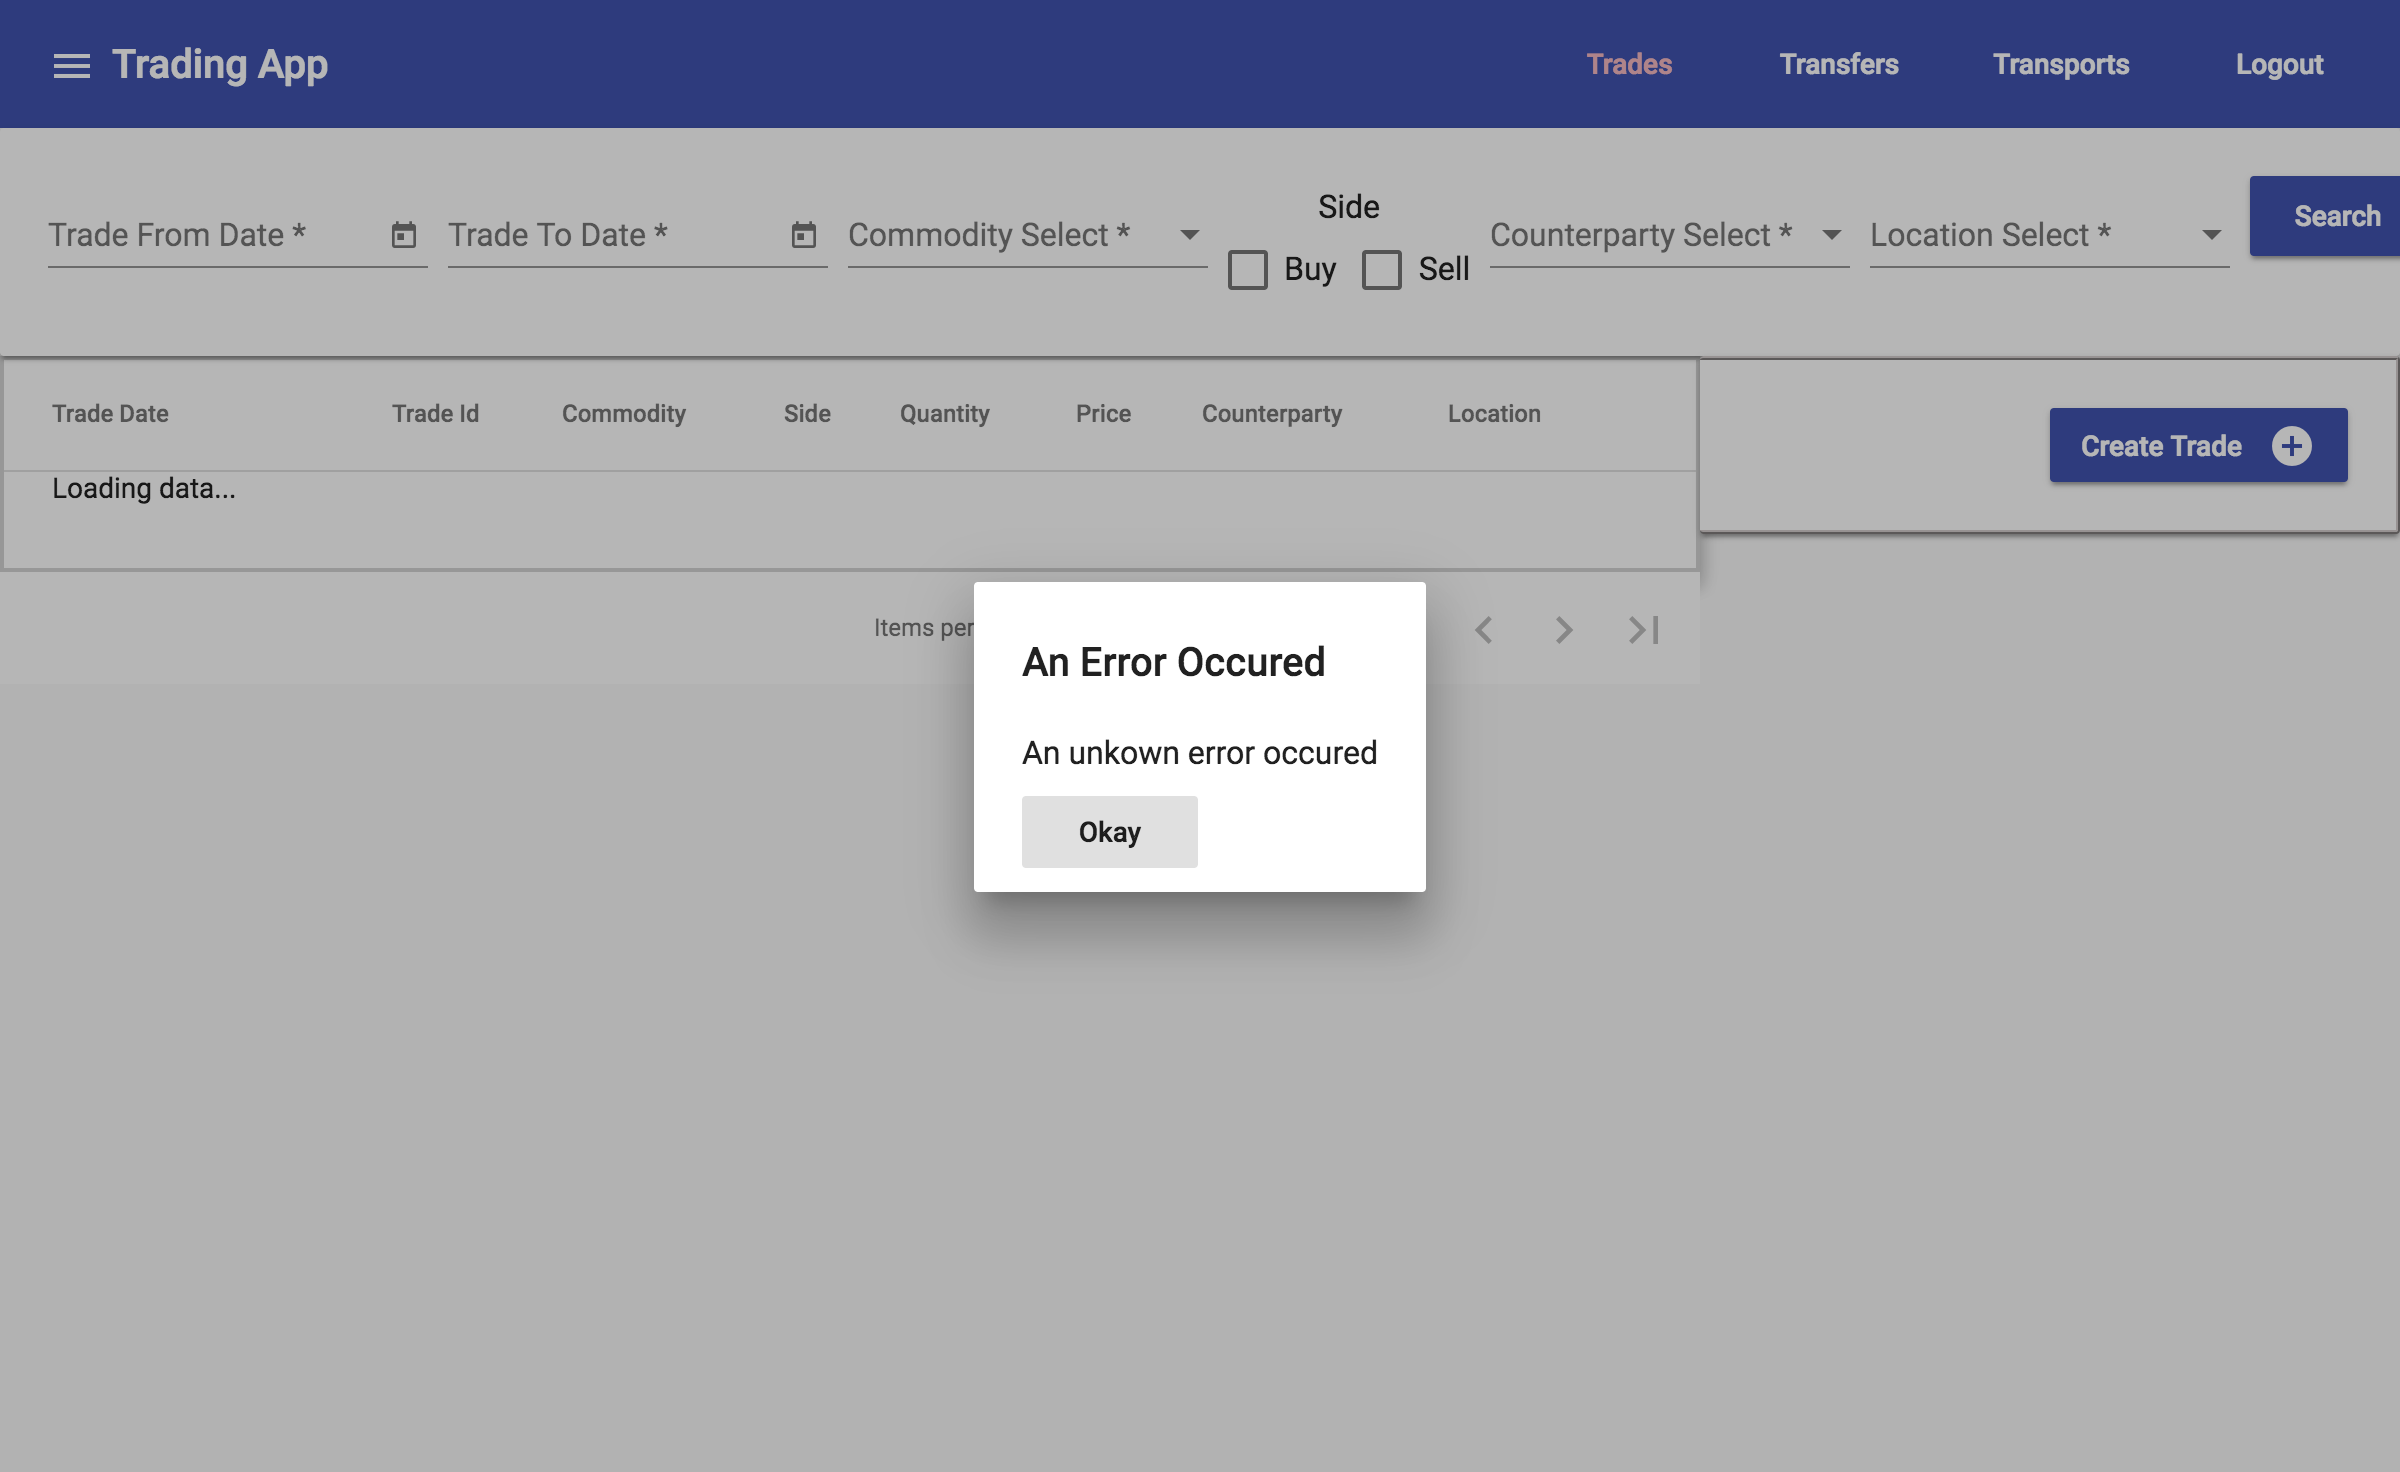 Trading App
Trades Transfers Transports Logout
Side
Trade From Date * Trade To Date * Commodity Select * Buy Sell Counterparty Select * Location Select * Search
Trade Date Trade Id Commodity Side Quantity Price Counterparty Location
Create Trade
Loading data...
Items per
An Error Occured
An unkown error occured
Okay